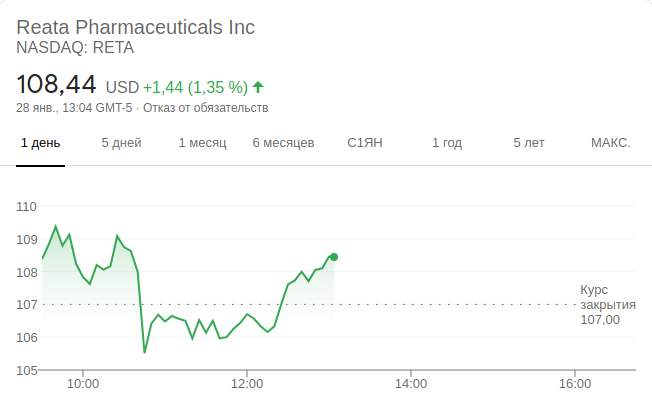 Reata Pharmaceuticals Inc
NASDAQ: RETA
108,44 USD +1,44 (1,35 %)
28 янв., 13:04 GMT-5 · Отказ от обязательств
1 день 5 дней 1 месяц 6 месяцев С1ЯН 1 год 5 лет МАКС.
110
109
108
107
106
105
Курс
закрытия
107,00
10:00 12:00 14:00 16:00